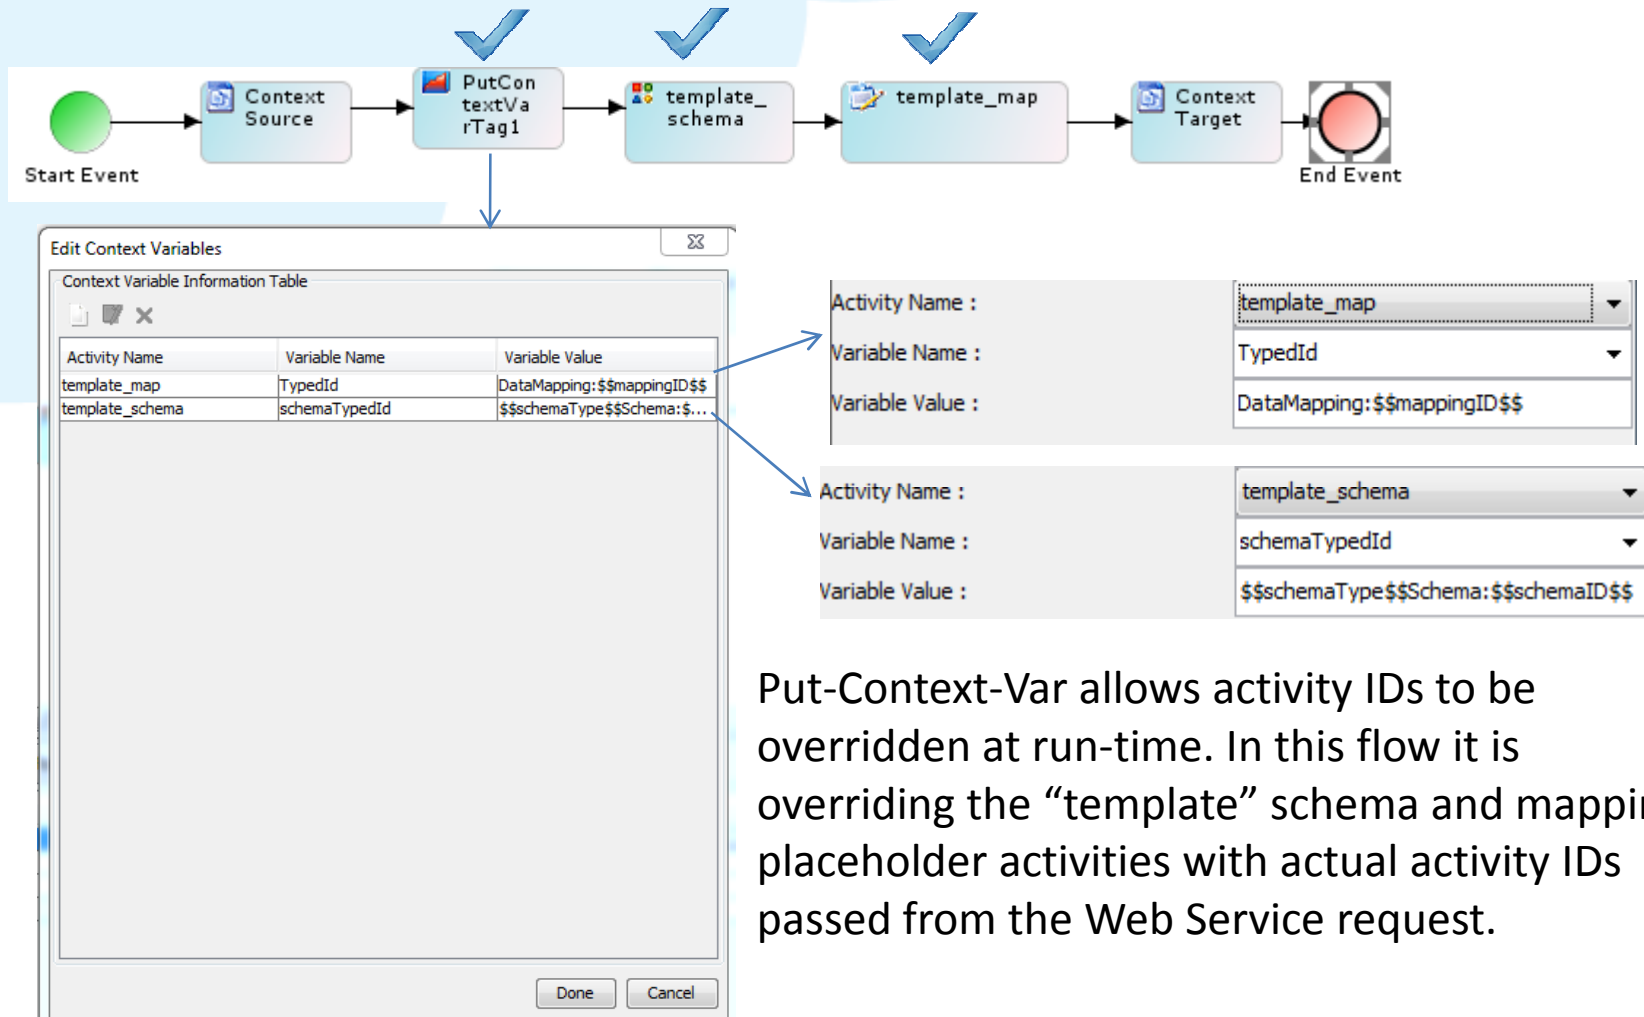 PutCon
textVa
rTag1
Context
Source
template_
schema
template_map
Context
Target
Start Event
End Event
Edit Context Variables
Context Variable Information Table
Activity Name Variable Name Variable Value
template_map TypedId DataMapping:$$mappingID$$
template_schema schemaTypedId $$schemaType$$Schema:$...
Done Cancel
Activity Name : template_map
Variable Name : TypedId
Variable Value : DataMapping:$$mappingID$$
Activity Name : template_schema
Variable Name : schemaTypedId
Variable Value : $$schemaType$$Schema:$$schemaID$$
Put-Context-Var allows activity IDs to be
overridden at run-time. In this flow it is
overriding the “template” schema and mappin
placeholder activities with actual activity IDs
passed from the Web Service request.